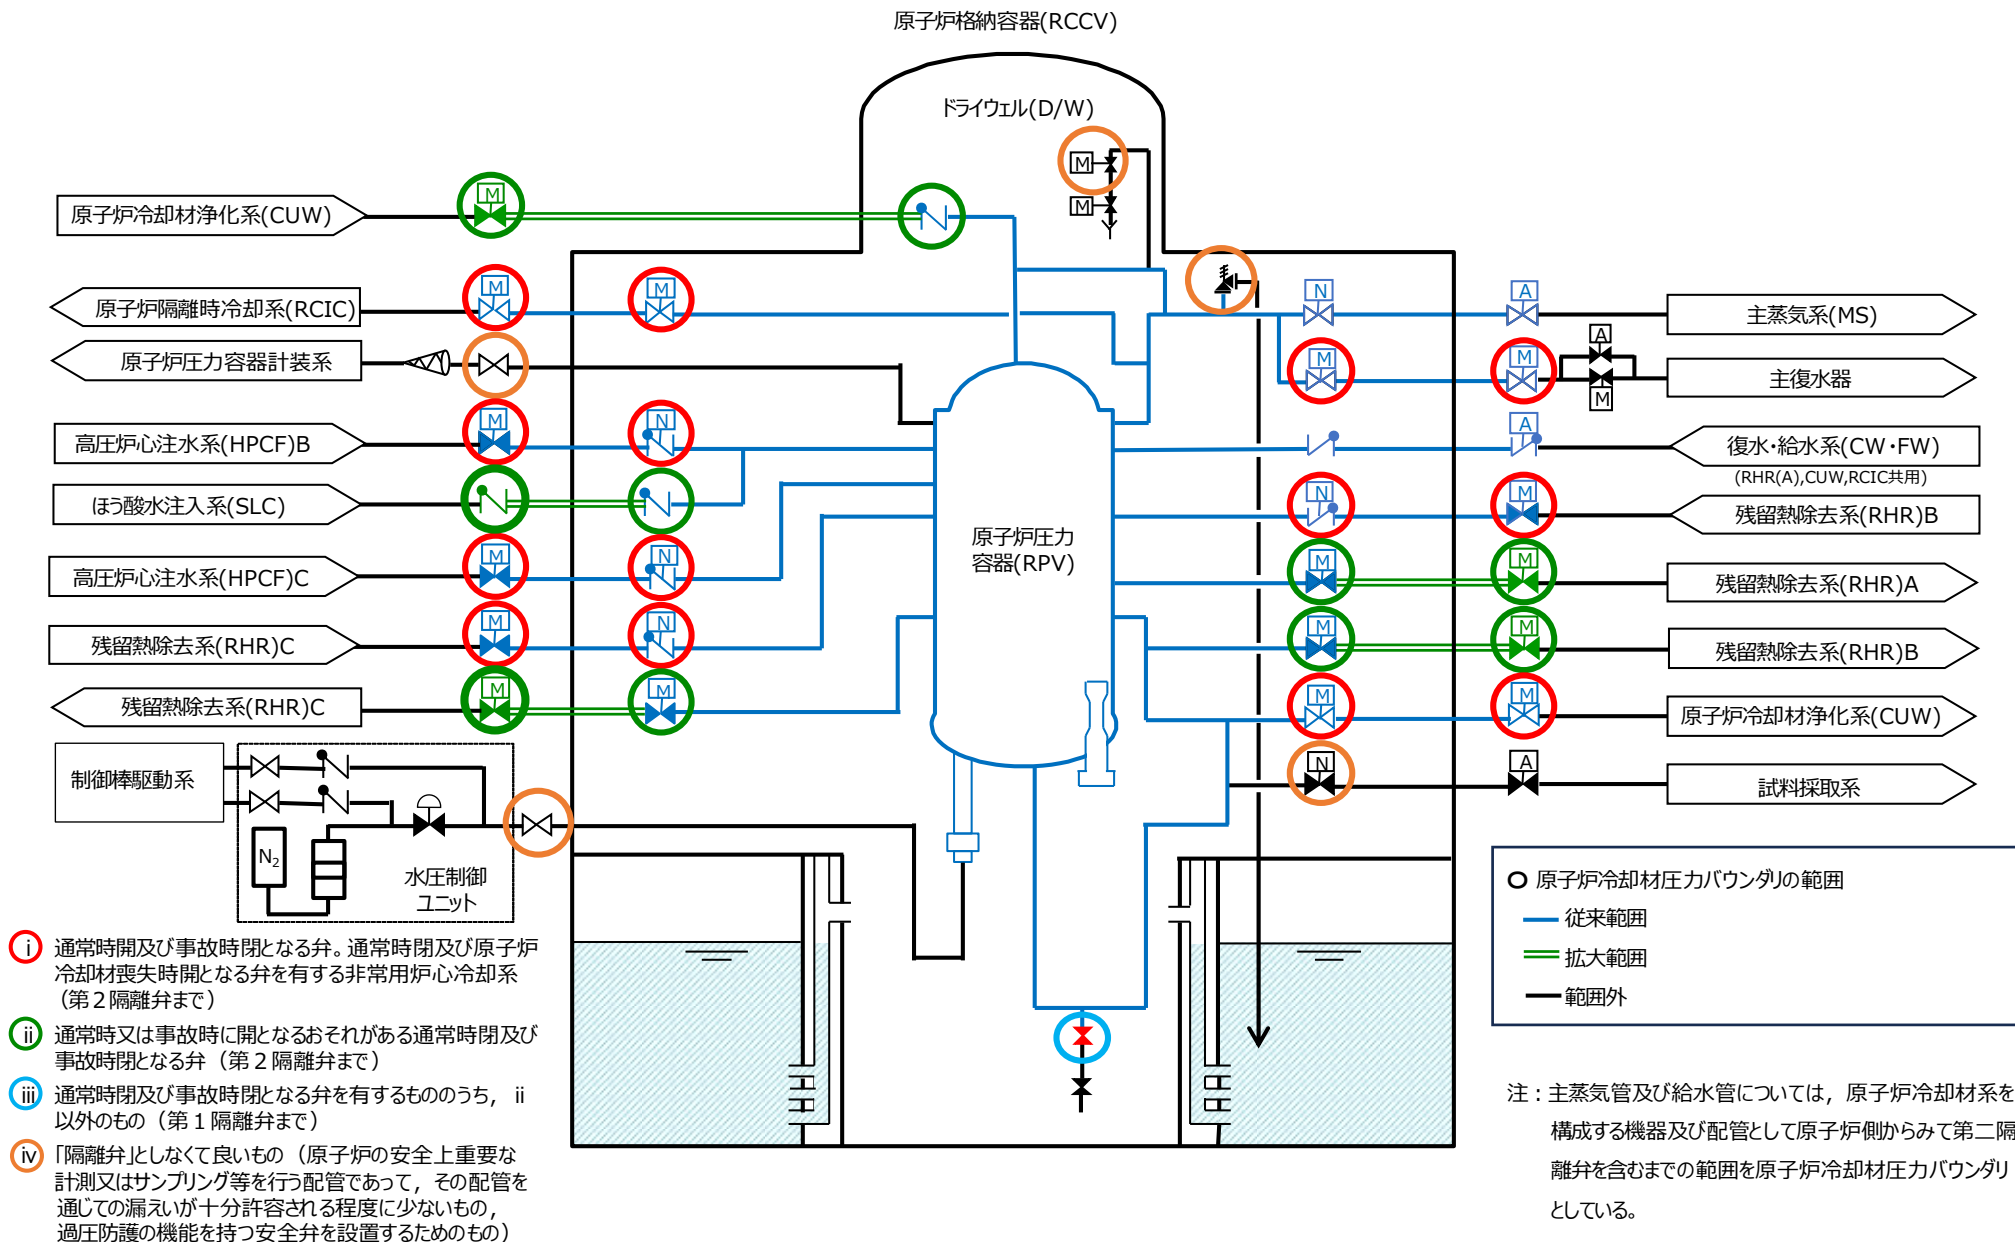 原子炉格納容器(RCCV)
ドライウェル(D/W)
M
M
原子炉冷却材浄化系(CUW)
M
原子炉隔離時冷却系(RCIC)
M
M
N
A
主蒸気系(MS)
原子炉圧力容器計装系
M
M
A
M
主復水器
高圧炉心注水系(HPCF)B
M
N
A
復水・給水系(CW・FW)
(RHR(A),CUW,RCIC共用)
ほう酸水注入系(SLC)
N
M
残留熱除去系(RHR)B
原子炉圧力
容器(RPV)
高圧炉心注水系(HPCF)C
M
N
M
M
残留熱除去系(RHR)A
残留熱除去系(RHR)C
M
N
M
M
残留熱除去系(RHR)B
残留熱除去系(RHR)C
M
M
M
M
原子炉冷却材浄化系(CUW)
制御棒駆動系
N
A
試料採取系
N₂
水圧制御
ユニット
原子炉冷却材圧力バウンダリの範囲
従来範囲
拡大範囲
範囲外
i 通常時開及び事故時閉となる弁。通常時閉及び原子炉
冷却材喪失時開となる弁を有する非常用炉心冷却系
（第２隔離弁まで）
ii 通常時又は事故時に開となるおそれがある通常時閉及び
事故時閉となる弁（第２隔離弁まで）
iii 通常時閉及び事故時閉となる弁を有するもののうち，ii
以外のもの（第１隔離弁まで）
iv 「隔離弁」としなくて良いもの（原子炉の安全上重要な
計測又はサンプリング等を行う配管であって，その配管を
通じての漏えいが十分許容される程度に少ないもの，
過圧防護の機能を持つ安全弁を設置するためのもの）
注：主蒸気管及び給水管については，原子炉冷却材系を
構成する機器及び配管として原子炉側からみて第二隔
離弁を含むまでの範囲を原子炉冷却材圧力バウンダリ
としている。